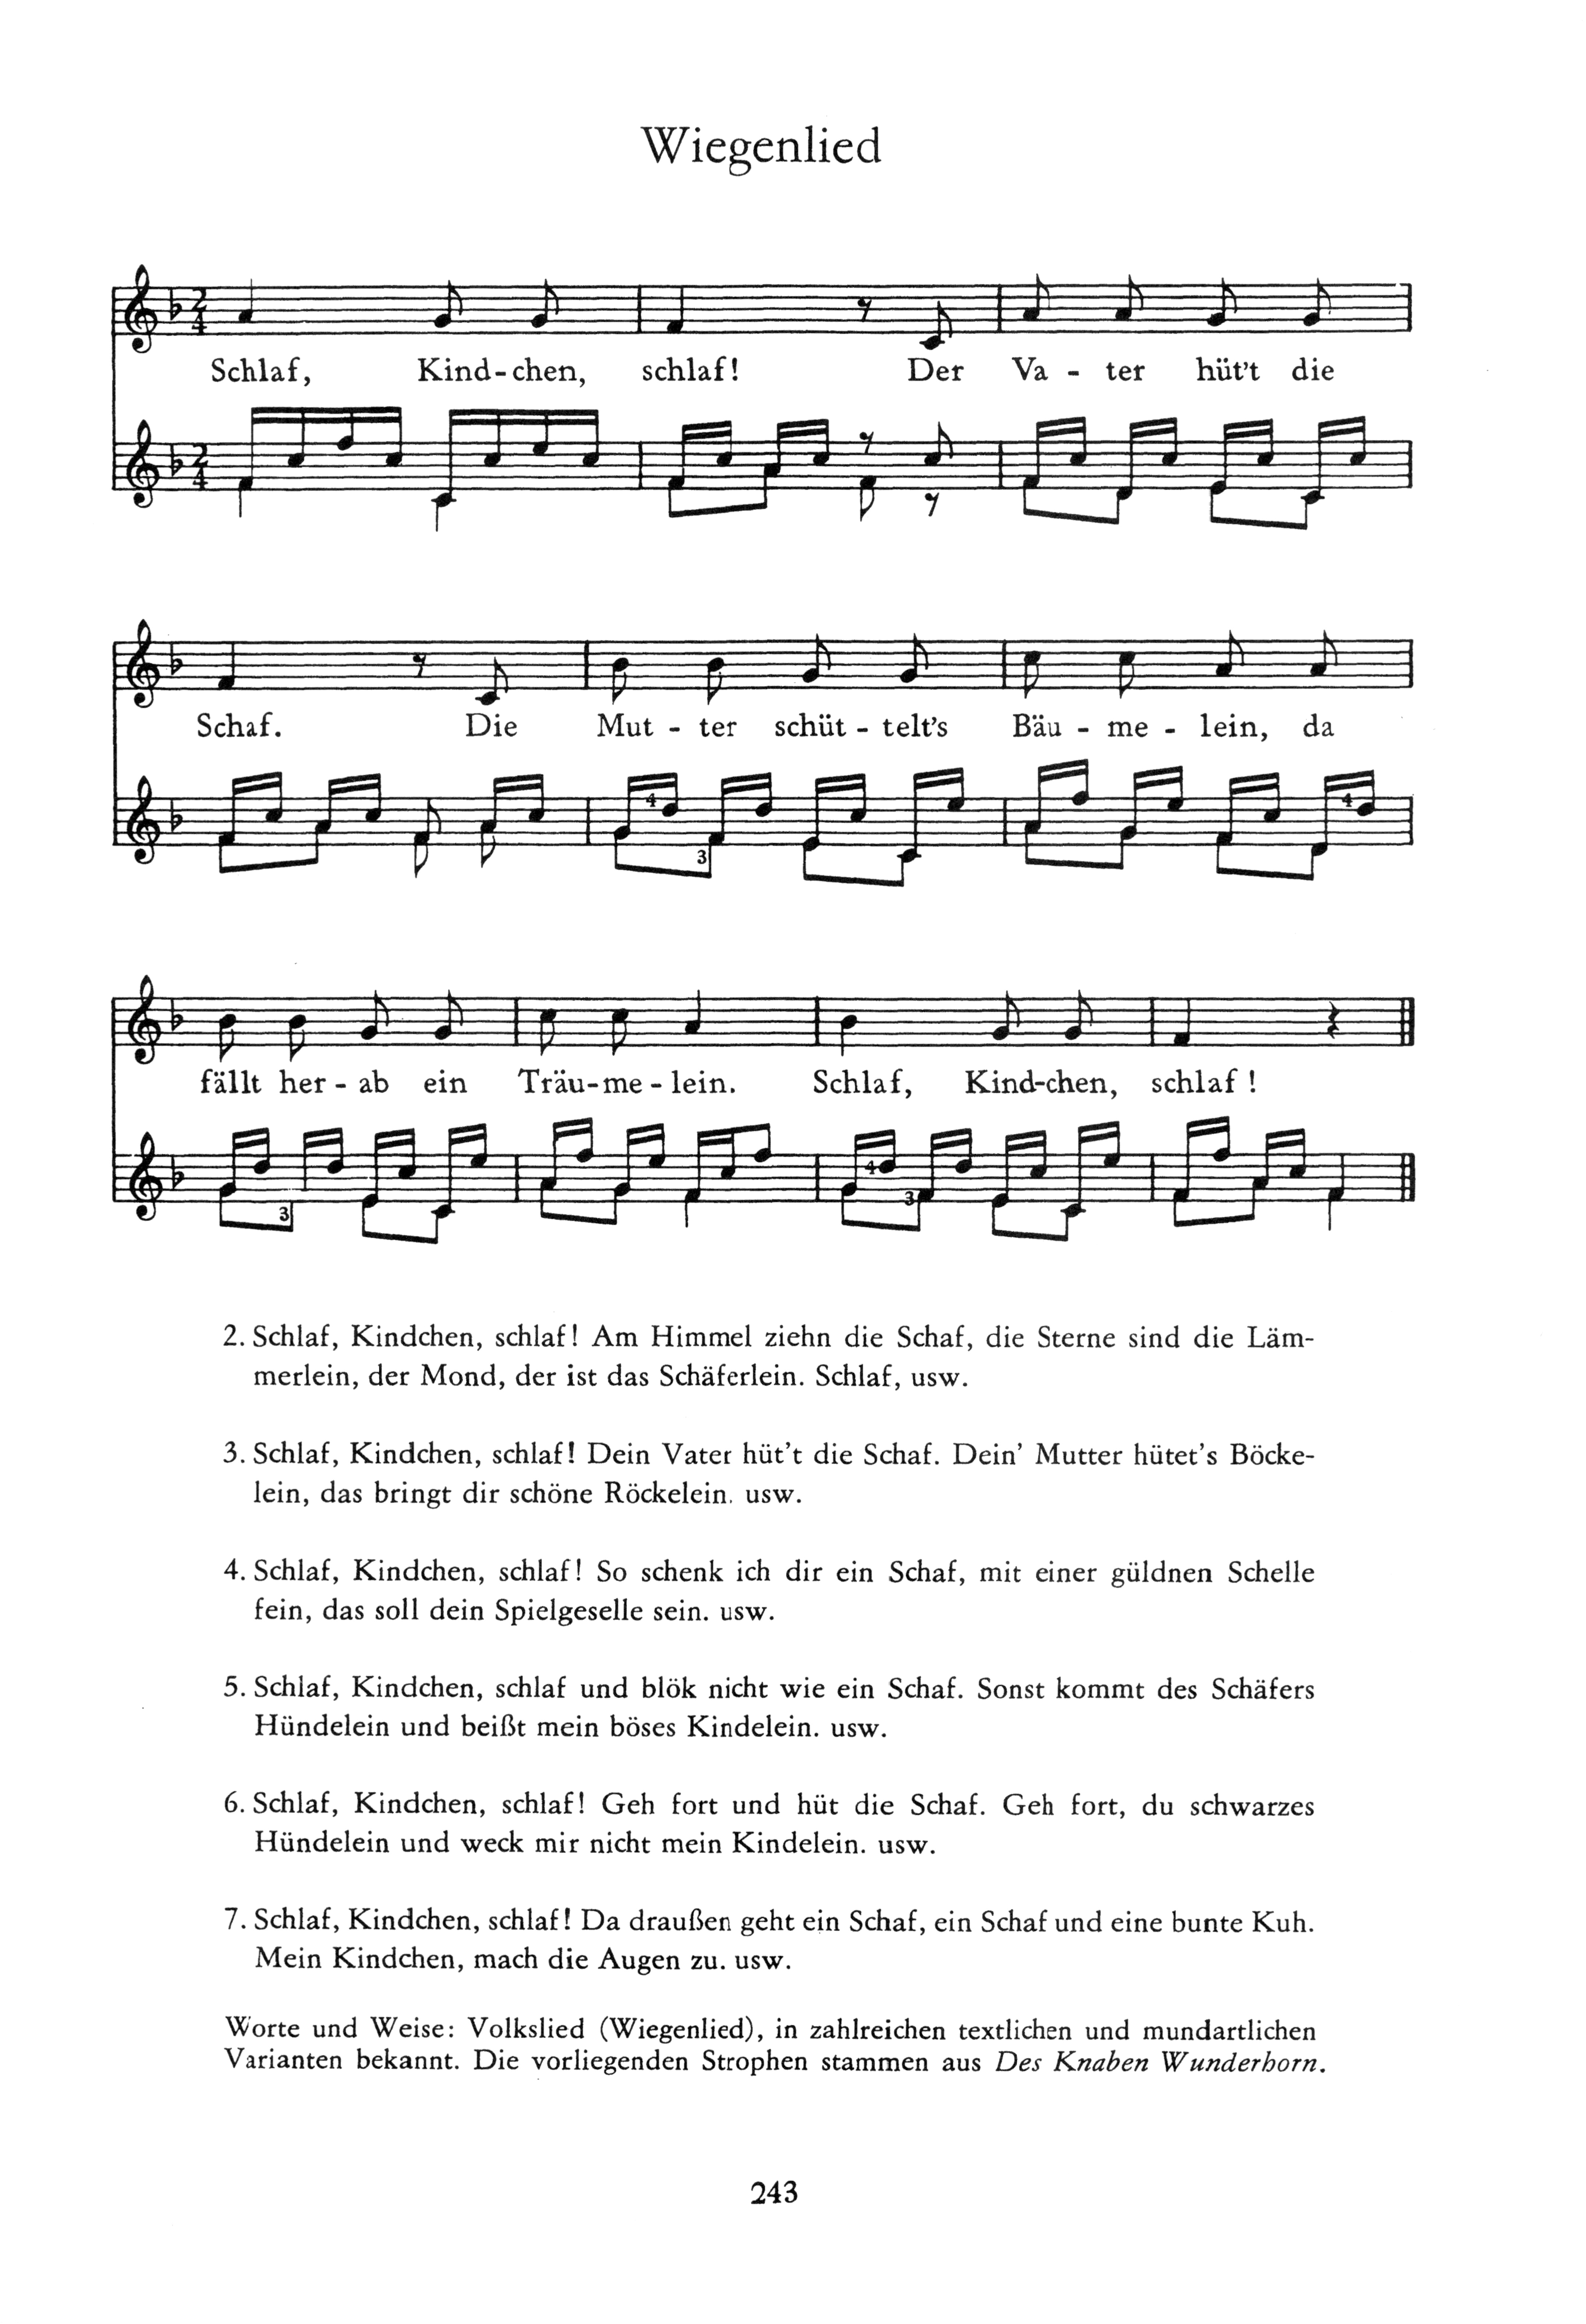 Wiegenlied
Schlaf, Kind-chen, schlaf! Der Va - ter hüt't die
Schaf. Die Mut - ter schüt - telt's Bäu - me - lein, da
4 3 4
fällt her - ab ein Träu-me - lein. Schlaf, Kind-chen, schlaf !
3 4 3
2. Schlaf, Kindchen, schlaf! Am Himmel ziehn die Schaf, die Sterne sind die Läm-
merlein, der Mond, der ist das Schäferlein. Schlaf, usw.
3. Schlaf, Kindchen, schlaf! Dein Vater hüt't die Schaf. Dein' Mutter hütet's Böcke-
lein, das bringt dir schöne Röckelein. usw.
4. Schlaf, Kindchen, schlaf! So schenk ich dir ein Schaf, mit einer güldnen Schelle
fein, das soll dein Spielgeselle sein. usw.
5. Schlaf, Kindchen, schlaf und blök nicht wie ein Schaf. Sonst kommt des Schäfers
Hündelein und beißt mein böses Kindelein. usw.
6. Schlaf, Kindchen, schlaf! Geh fort und hüt die Schaf. Geh fort, du schwarzes
Hündelein und weck mir nicht mein Kindelein. usw.
7. Schlaf, Kindchen, schlaf! Da draußen geht ein Schaf, ein Schaf und eine bunte Kuh.
Mein Kindchen, mach die Augen zu. usw.
Worte und Weise: Volkslied (Wiegenlied), in zahlreichen textlichen und mundartlichen
Varianten bekannt. Die vorliegenden Strophen stammen aus Des Knaben Wunderhorn.
243